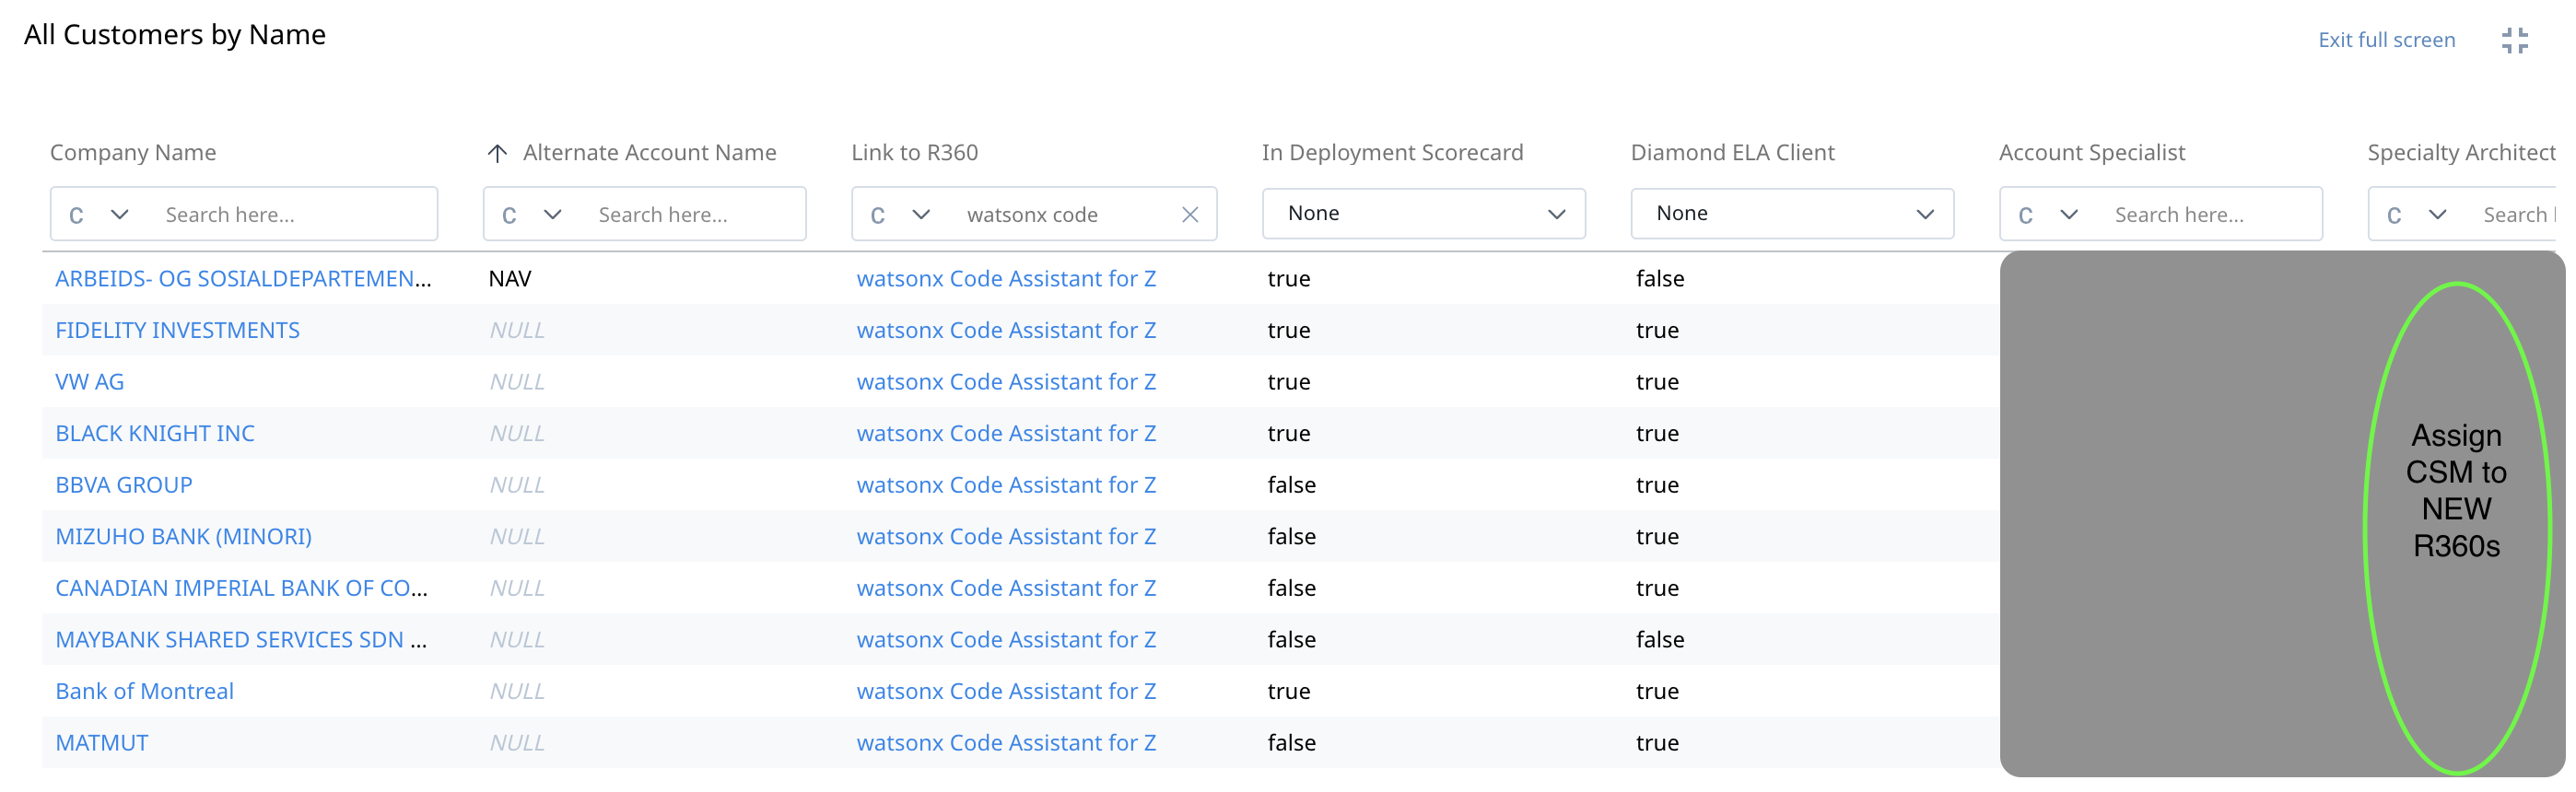 All Customers by Name
Exit full screen
Company Name Alternate Account Name Link to R360 In Deployment Scorecard Diamond ELA Client Account Specialist Specialty Architect
C Search here... C Search here... C watsonx code None None C Search here... C Search
ARBEIDS- OG SOSIALDEPARTEMEN... NAV watsonx Code Assistant for Z true false
FIDELITY INVESTMENTS NULL watsonx Code Assistant for Z true true
VW AG NULL watsonx Code Assistant for Z true true
BLACK KNIGHT INC NULL watsonx Code Assistant for Z true true
BBVA GROUP NULL watsonx Code Assistant for Z false true
MIZUHO BANK (MINORI) NULL watsonx Code Assistant for Z false true
CANADIAN IMPERIAL BANK OF CO... NULL watsonx Code Assistant for Z false true
MAYBANK SHARED SERVICES SDN ... NULL watsonx Code Assistant for Z false false
Bank of Montreal NULL watsonx Code Assistant for Z true true
MATMUT NULL watsonx Code Assistant for Z false true
Assign
CSM to
NEW
R360s